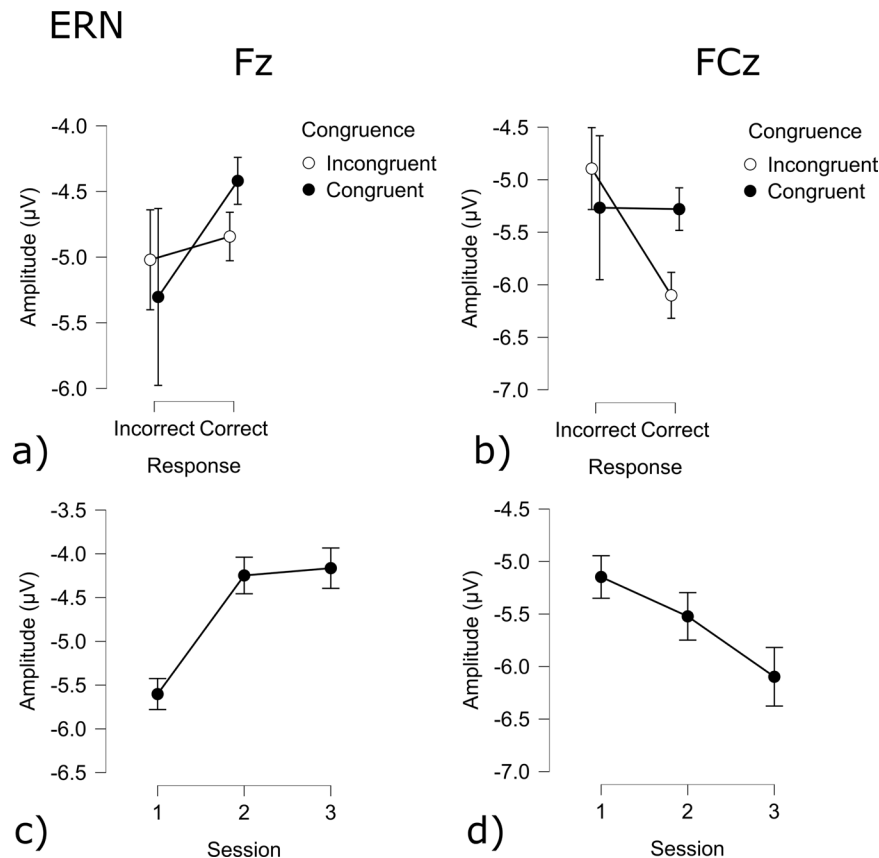 ERN
Fz
FCz
Congruence
Incongruent
Congruent
Amplitude (µV)
-4.0
-4.5
-5.0
-5.5
-6.0
Incorrect Correct
Response
a)
Congruence
Incongruent
Congruent
Amplitude (µV)
-4.5
-5.0
-5.5
-6.0
-6.5
-7.0
Incorrect Correct
Response
b)
Amplitude (µV)
-3.5
-4.0
-4.5
-5.0
-5.5
-6.0
-6.5
1 2 3
Session
c)
Amplitude (µV)
-4.5
-5.0
-5.5
-6.0
-6.5
-7.0
1 2 3
Session
d)